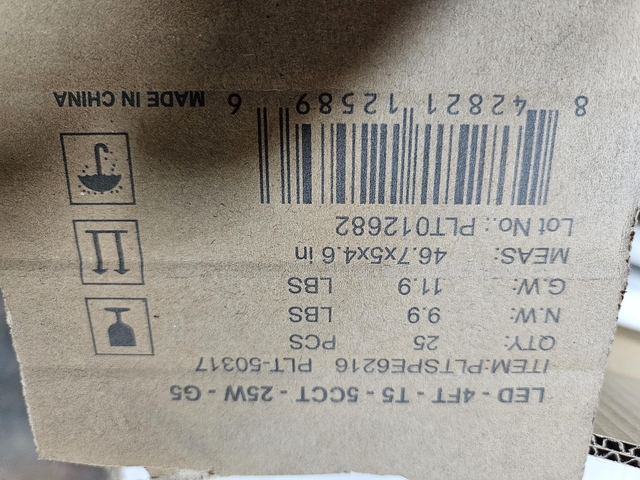 LED - 4FT - T5 - 5CCT - 25W - G5
ITEM:PLTSPE6216 PLT-50317
QTY: 25 PCS
N.W: 9.9 LBS
G.W: 11.9 LBS
MEAS: 46.7x5x4.6 in
Lot No.: PLT012682
8 42821 12589 6
MADE IN CHINA